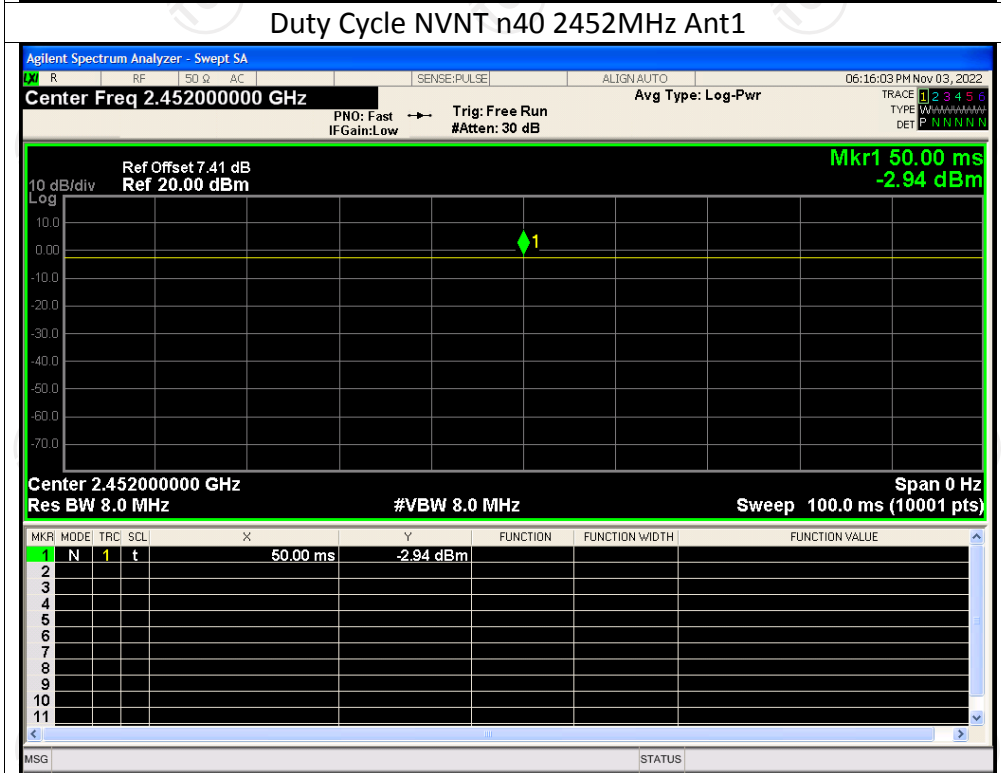 Duty Cycle NVNT n40 2452MHz Ant1
Agilent Spectrum Analyzer - Swept SA
LXI R RF 50 Ω AC SENSE:PULSE ALIGN AUTO 06:16:03 PM Nov 03, 2022
Center Freq 2.452000000 GHz Avg Type: Log-Pwr TRACE 1 2 3 4 5 6
PNO: Fast Trig: Free Run TYPE WWWWWW
IFGain:Low #Atten: 30 dB DET P N N N N N
Mkr1 50.00 ms
Ref Offset 7.41 dB
10 dB/div Ref 20.00 dBm -2.94 dBm
Log
10.0
1
0.00
-10.0
-20.0
-30.0
-40.0
-50.0
-60.0
-70.0
Center 2.452000000 GHz Span 0 Hz
Res BW 8.0 MHz #VBW 8.0 MHz Sweep 100.0 ms (10001 pts)
MKR MODE TRC SCL X Y FUNCTION FUNCTION WIDTH FUNCTION VALUE
1 N 1 t 50.00 ms -2.94 dBm
2
3
4
5
6
7
8
9
10
11
MSG STATUS